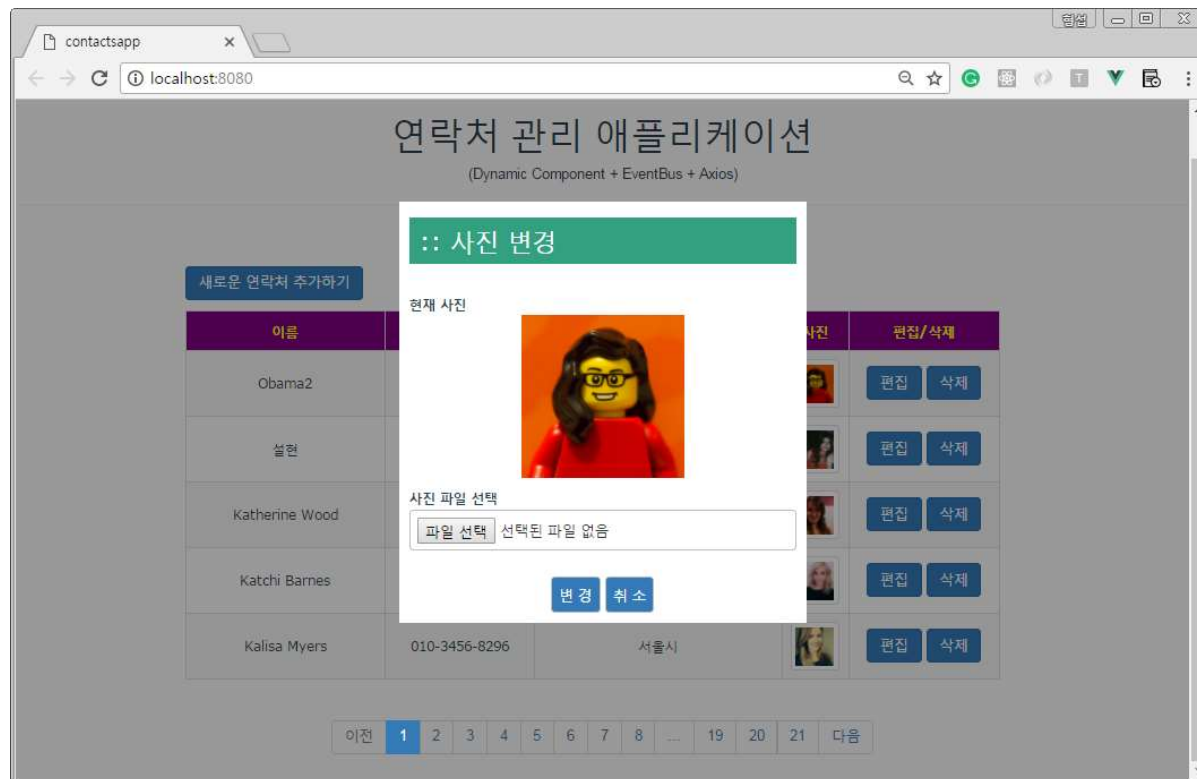 힘셈
contactsapp
localhost:8080
연락처 관리 애플리케이션
(Dynamic Component + EventBus + Axios)
새로운 연락처 추가하기
:: 사진 변경
현재 사진
사진 파일 선택
파일 선택 선택된 파일 없음
변 경 취 소
이름 사진 편집/삭제
Obama2 편집 삭제
설현 편집 삭제
Katherine Wood 편집 삭제
Katchi Barnes 편집 삭제
Kalisa Myers 010-3456-8296 서울시 편집 삭제
이전 1 2 3 4 5 6 7 8 ... 19 20 21 다음